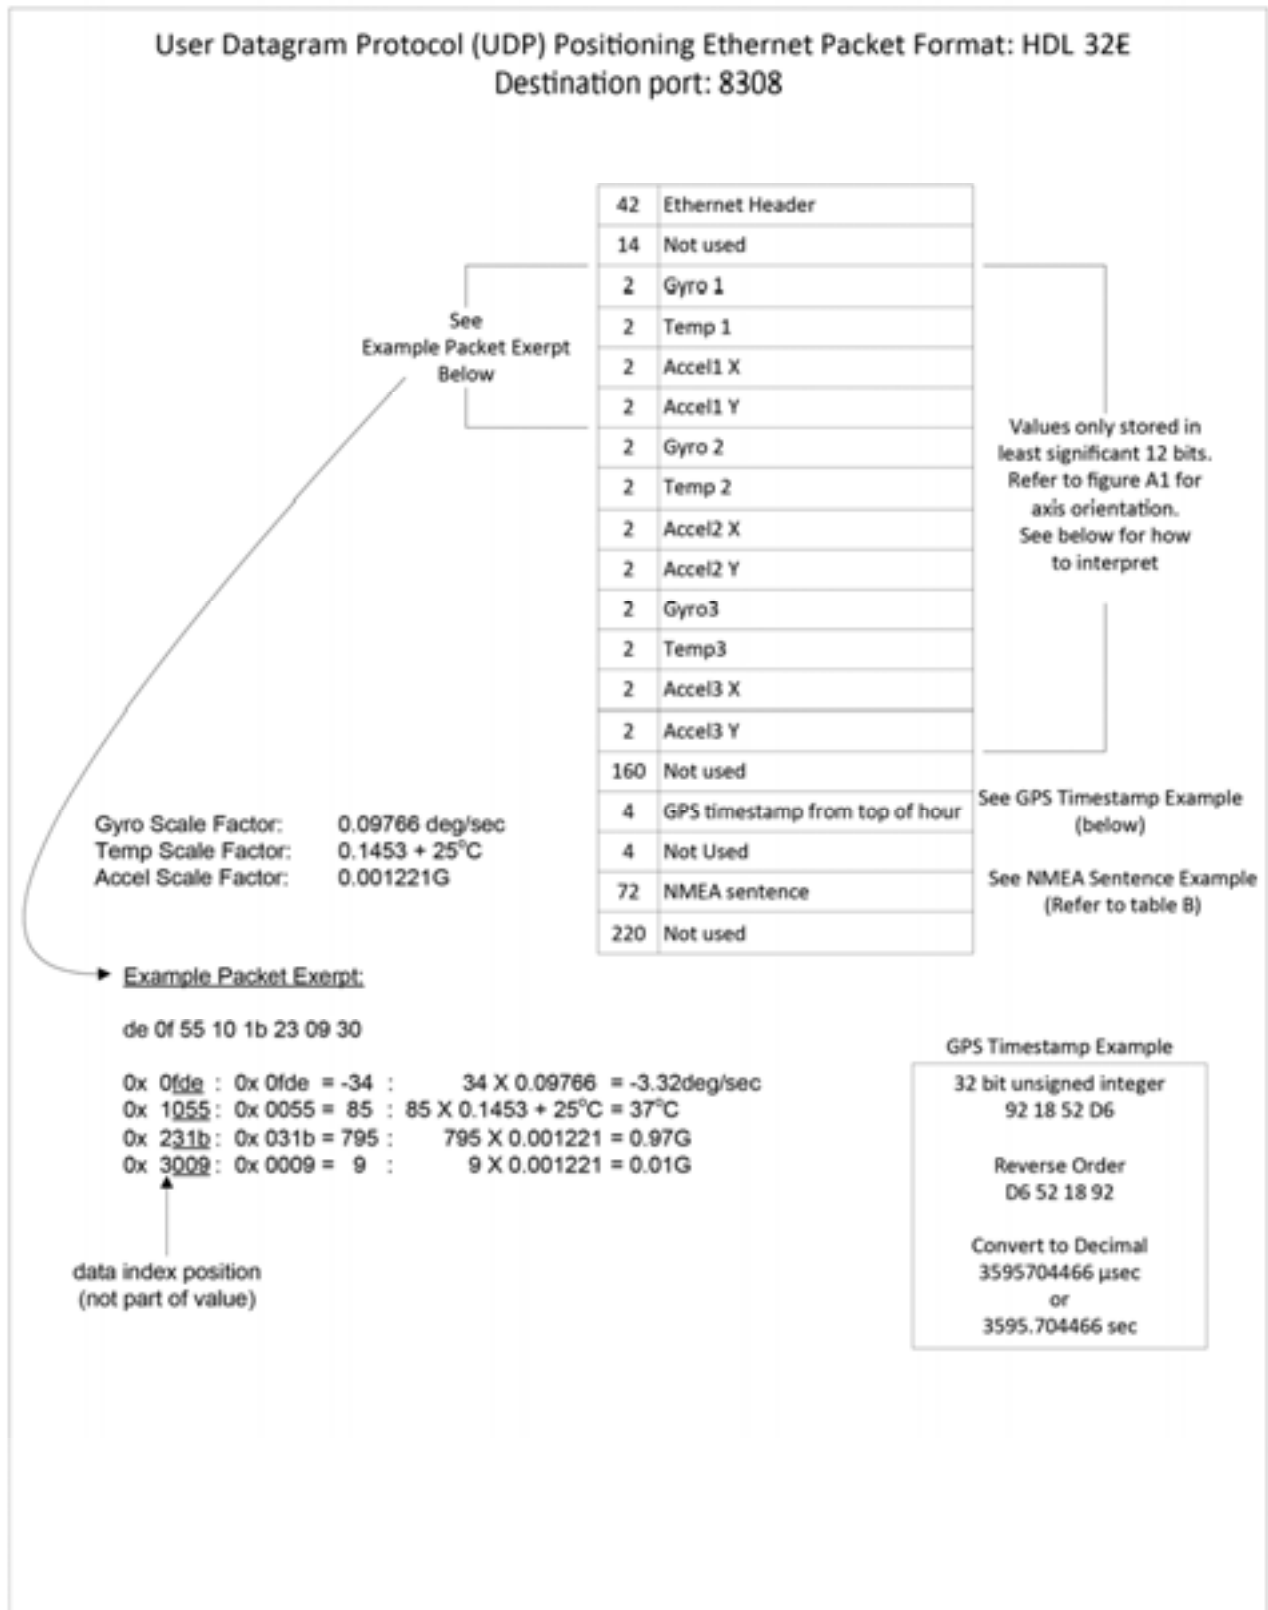 User Datagram Protocol (UDP) Positioning Ethernet Packet Format: HDL 32E
Destination port: 8308
42 Ethernet Header
14 Not used
2 Gyro 1
2 Temp 1
2 Accel1 X
2 Accel1 Y
2 Gyro 2
2 Temp 2
2 Accel2 X
2 Accel2 Y
2 Gyro3
2 Temp3
2 Accel3 X
2 Accel3 Y
160 Not used
4 GPS timestamp from top of hour
4 Not Used
72 NMEA sentence
220 Not used
See
Example Packet Exerpt
Below
Values only stored in
least significant 12 bits.
Refer to figure A1 for
axis orientation.
See below for how
to interpret
See GPS Timestamp Example
(below)
See NMEA Sentence Example
(Refer to table B)
Gyro Scale Factor: 0.09766 deg/sec
Temp Scale Factor: 0.1453 + 25°C
Accel Scale Factor: 0.001221G
Example Packet Exerpt:
de 0f 55 10 1b 23 09 30
0x 0fde : 0x 0fde = -34 : 34 X 0.09766 = -3.32deg/sec
0x 1055 : 0x 0055 = 85 : 85 X 0.1453 + 25°C = 37°C
0x 231b : 0x 031b = 795 : 795 X 0.001221 = 0.97G
0x 3009 : 0x 0009 = 9 : 9 X 0.001221 = 0.01G
data index position
(not part of value)
GPS Timestamp Example
32 bit unsigned integer
92 18 52 D6
Reverse Order
D6 52 18 92
Convert to Decimal
3595704466 µsec
or
3595.704466 sec